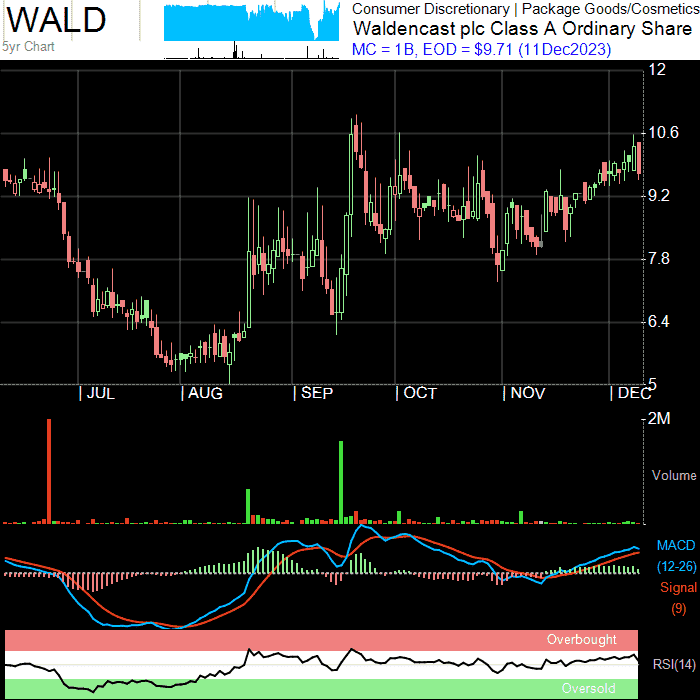 WALD
5yr Chart
Consumer Discretionary | Package Goods/Cosmetics
Waldencast plc Class A Ordinary Share
MC = 1B, EOD = $9.71 (11Dec2023)
12
10.6
9.2
7.8
6.4
5
JUL AUG SEP OCT NOV DEC
2M
Volume
MACD
(12-26)
Signal
(9)
Overbought
RSI(14)
Oversold